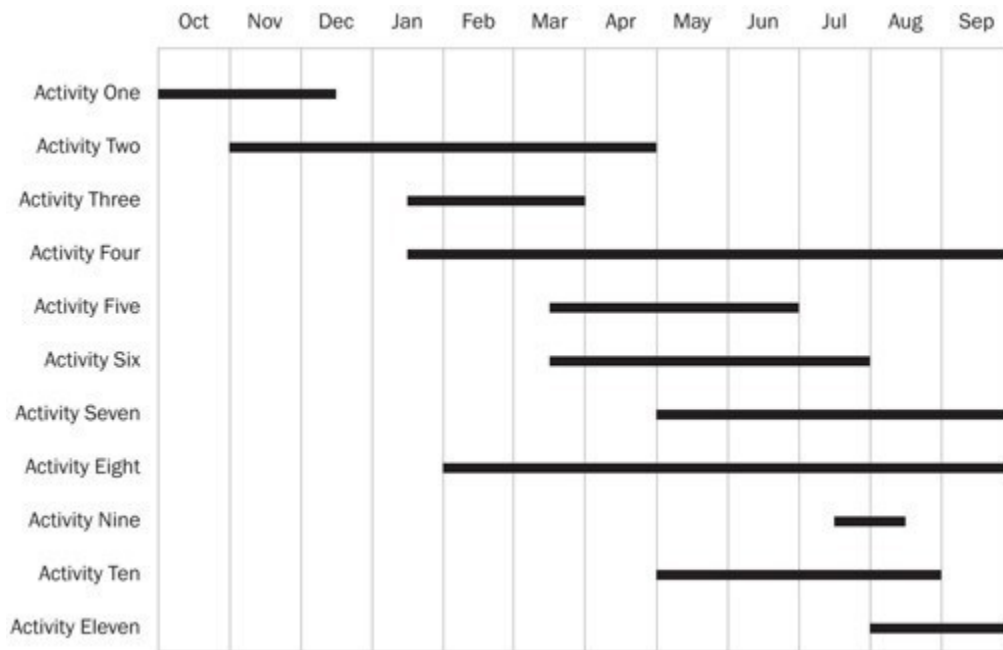 Oct Nov Dec Jan Feb Mar Apr May Jun Jul Aug Sep
Activity One
Activity Two
Activity Three
Activity Four
Activity Five
Activity Six
Activity Seven
Activity Eight
Activity Nine
Activity Ten
Activity Eleven